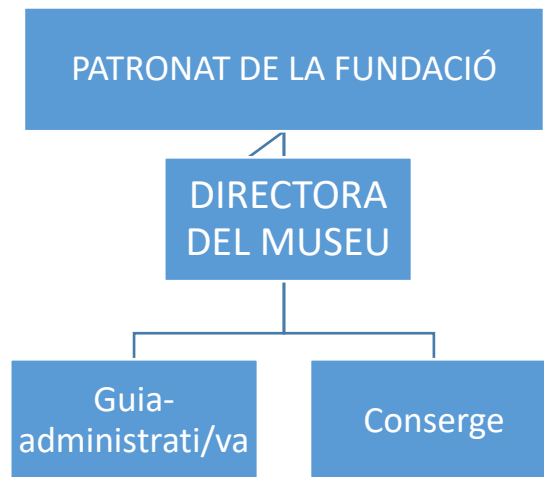 PATRONAT DE LA FUNDACIÓ
DIRECTORA
DEL MUSEU
Guia-
administrati/va
Conserge